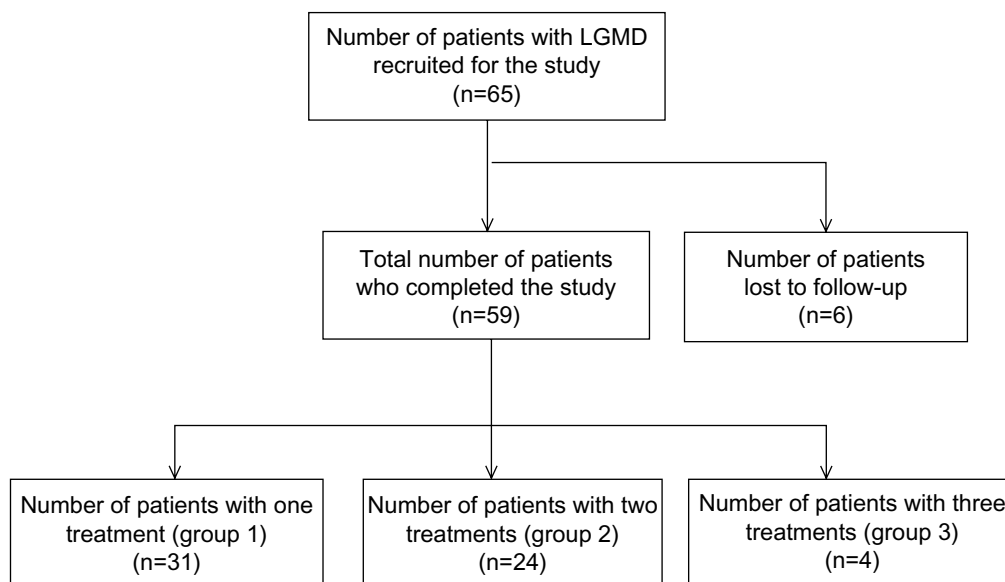 Number of patients with LGMD
recruited for the study
(n=65)
Total number of patients
who completed the study
(n=59)
Number of patients
lost to follow-up
(n=6)
Number of patients with one
treatment (group 1)
(n=31)
Number of patients with two
treatments (group 2)
(n=24)
Number of patients with three
treatments (group 3)
(n=4)